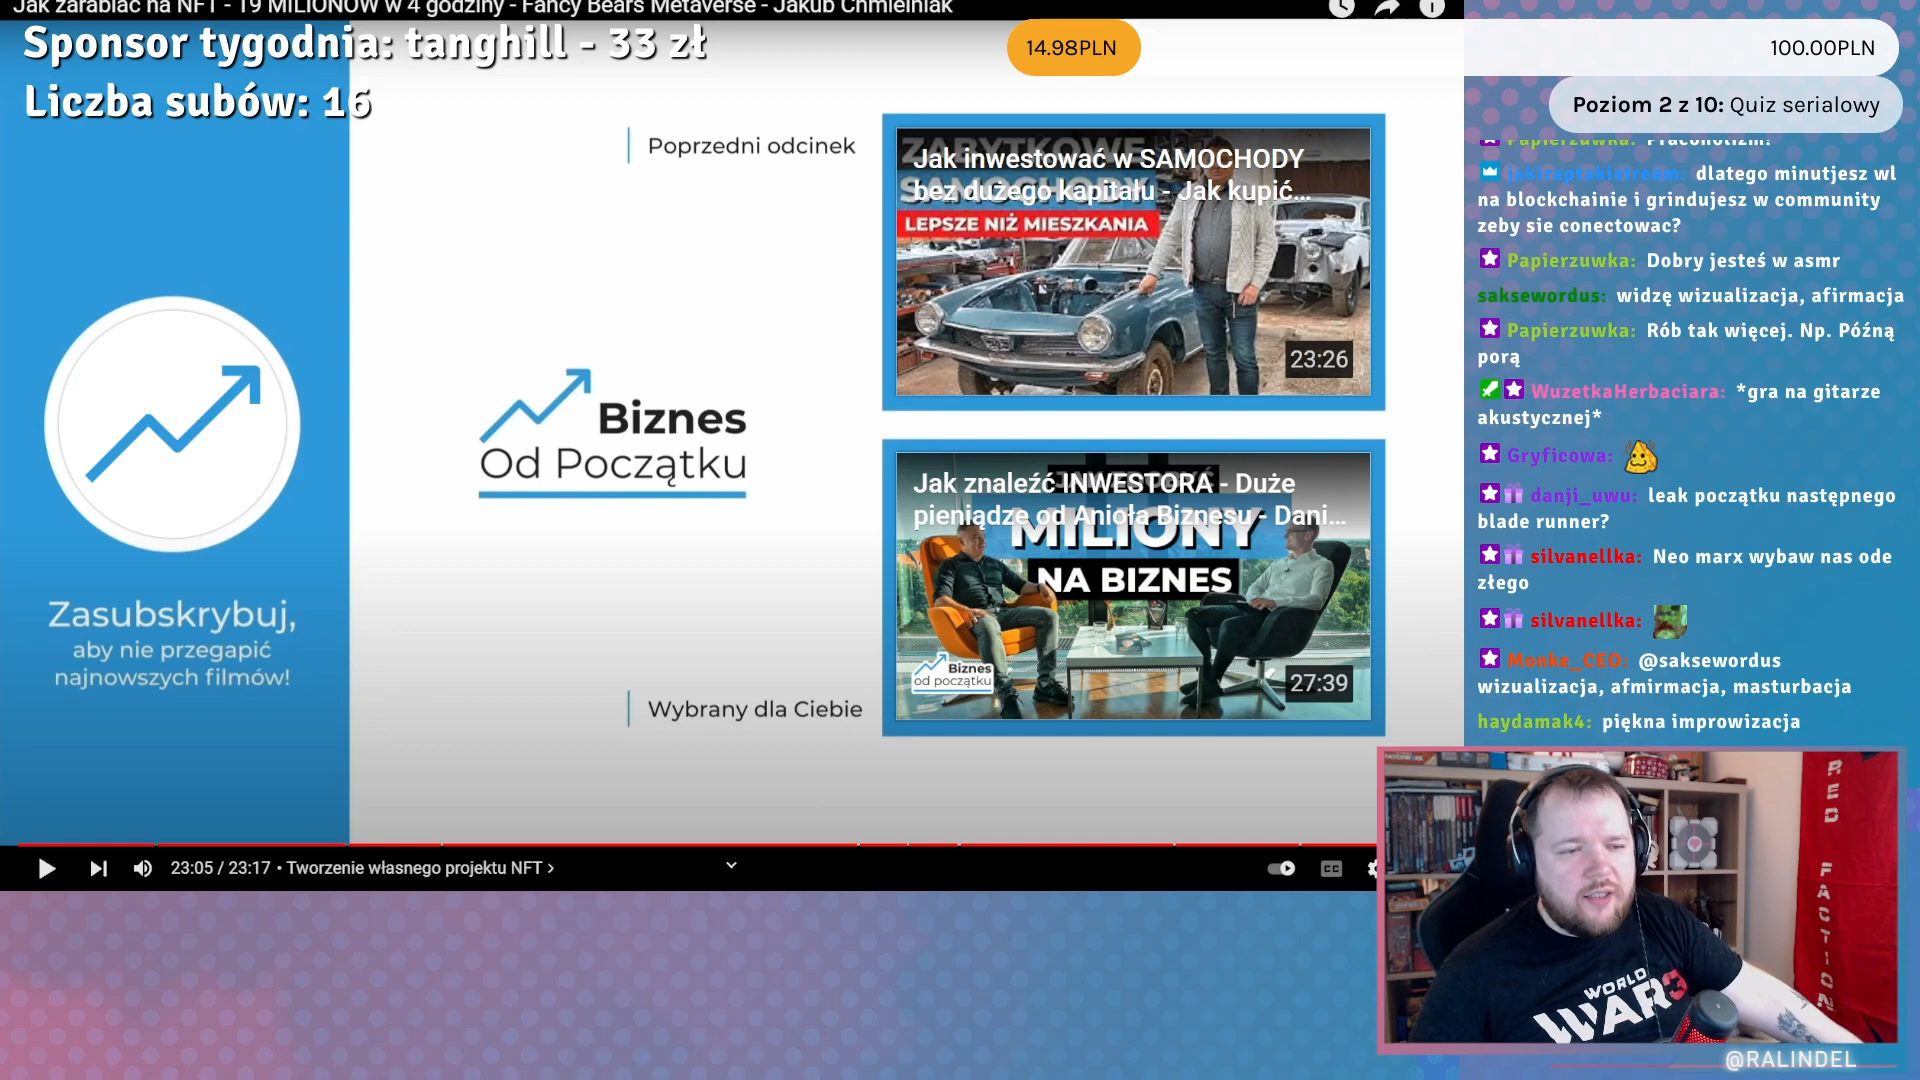 Jak zarabiać na NFT - 19 MILIONÓW w 4 godziny - Fancy Bears Metaverse - Jakub Chmielniak
Sponsor tygodnia: tanghill - 33 zł
Liczba subów: 16
14.98PLN
100.00PLN
Poziom 2 z 10: Quiz serialowy
Poprzedni odcinek
ZABYTKOWE
SAMOCHODY
Jak inwestować w SAMOCHODY
bez dużego kapitału - Jak kupić...
LEPSZE NIŻ MIESZKANIA
23:26
Biznes
Od Początku
Jak znaleźć INWESTORA - Duże
pieniądze od Anioła Biznesu - Dani...
MILIONY
NA BIZNES
Biznes
od początku
27:39
Wybrany dla Ciebie
Zasubskrybuj,
aby nie przegapić
najnowszych filmów!
23:05 / 23:17 • Tworzenie własnego projektu NFT ›
CC
Papierzuwka: Pracoholizm!
dlatego minutjesz wl
na blockchainie i grindujesz w community
zeby sie conectowac?
Papierzuwka: Dobry jesteś w asmr
saksewordus: widzę wizualizacja, afirmacja
Papierzuwka: Rób tak więcej. Np. Późną
porą
WuzetkaHerbaciara: *gra na gitarze
akustycznej*
Gryficowa:
danji_uwu: leak początku następnego
blade runner?
silvanellka: Neo marx wybaw nas ode
złego
silvanellka:
Monke_CEO: @saksewordus
wizualizacja, afmirmacja, masturbacja
haydamak4: piękna improwizacja
RED FACTION
WORLD
WAR 3
@RALINDEL